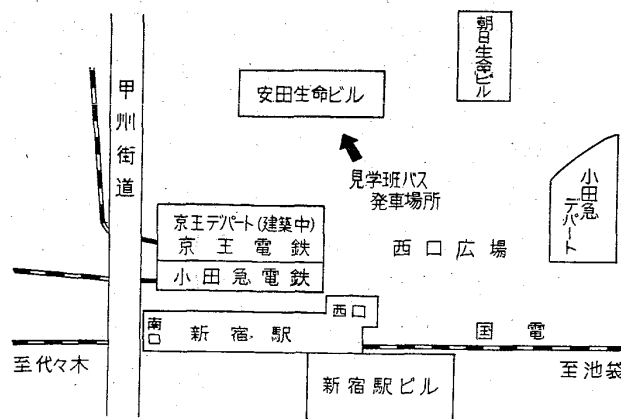 朝日生命ビル
甲州街道
安田生命ビル
見学班バス
発車場所
小田急
デパート
京王デパート(建築中)
京王電鉄
小田急電鉄
西口広場
西口
南口
新宿駅
国電
至代々木
至池袋
新宿駅ビル